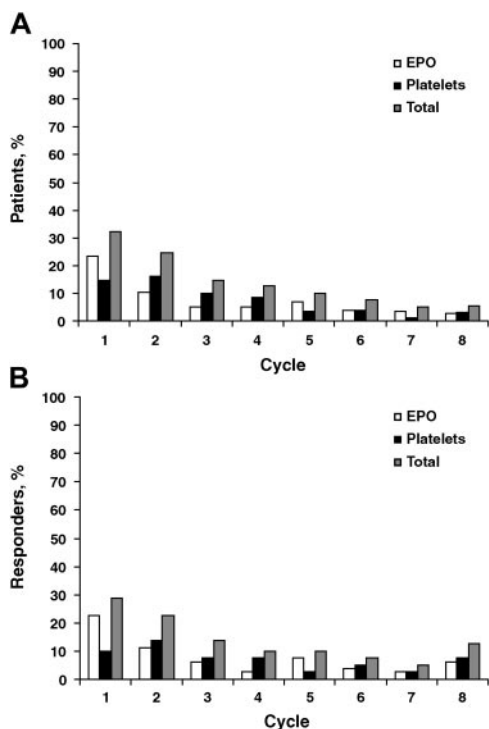 A
100
90
80
70
60
50
40
30
20
10
0
Patients, %
EPO
Platelets
Total
1 2 3 4 5 6 7 8
Cycle
B
100
90
80
70
60
50
40
30
20
10
0
Responders, %
EPO
Platelets
Total
1 2 3 4 5 6 7 8
Cycle